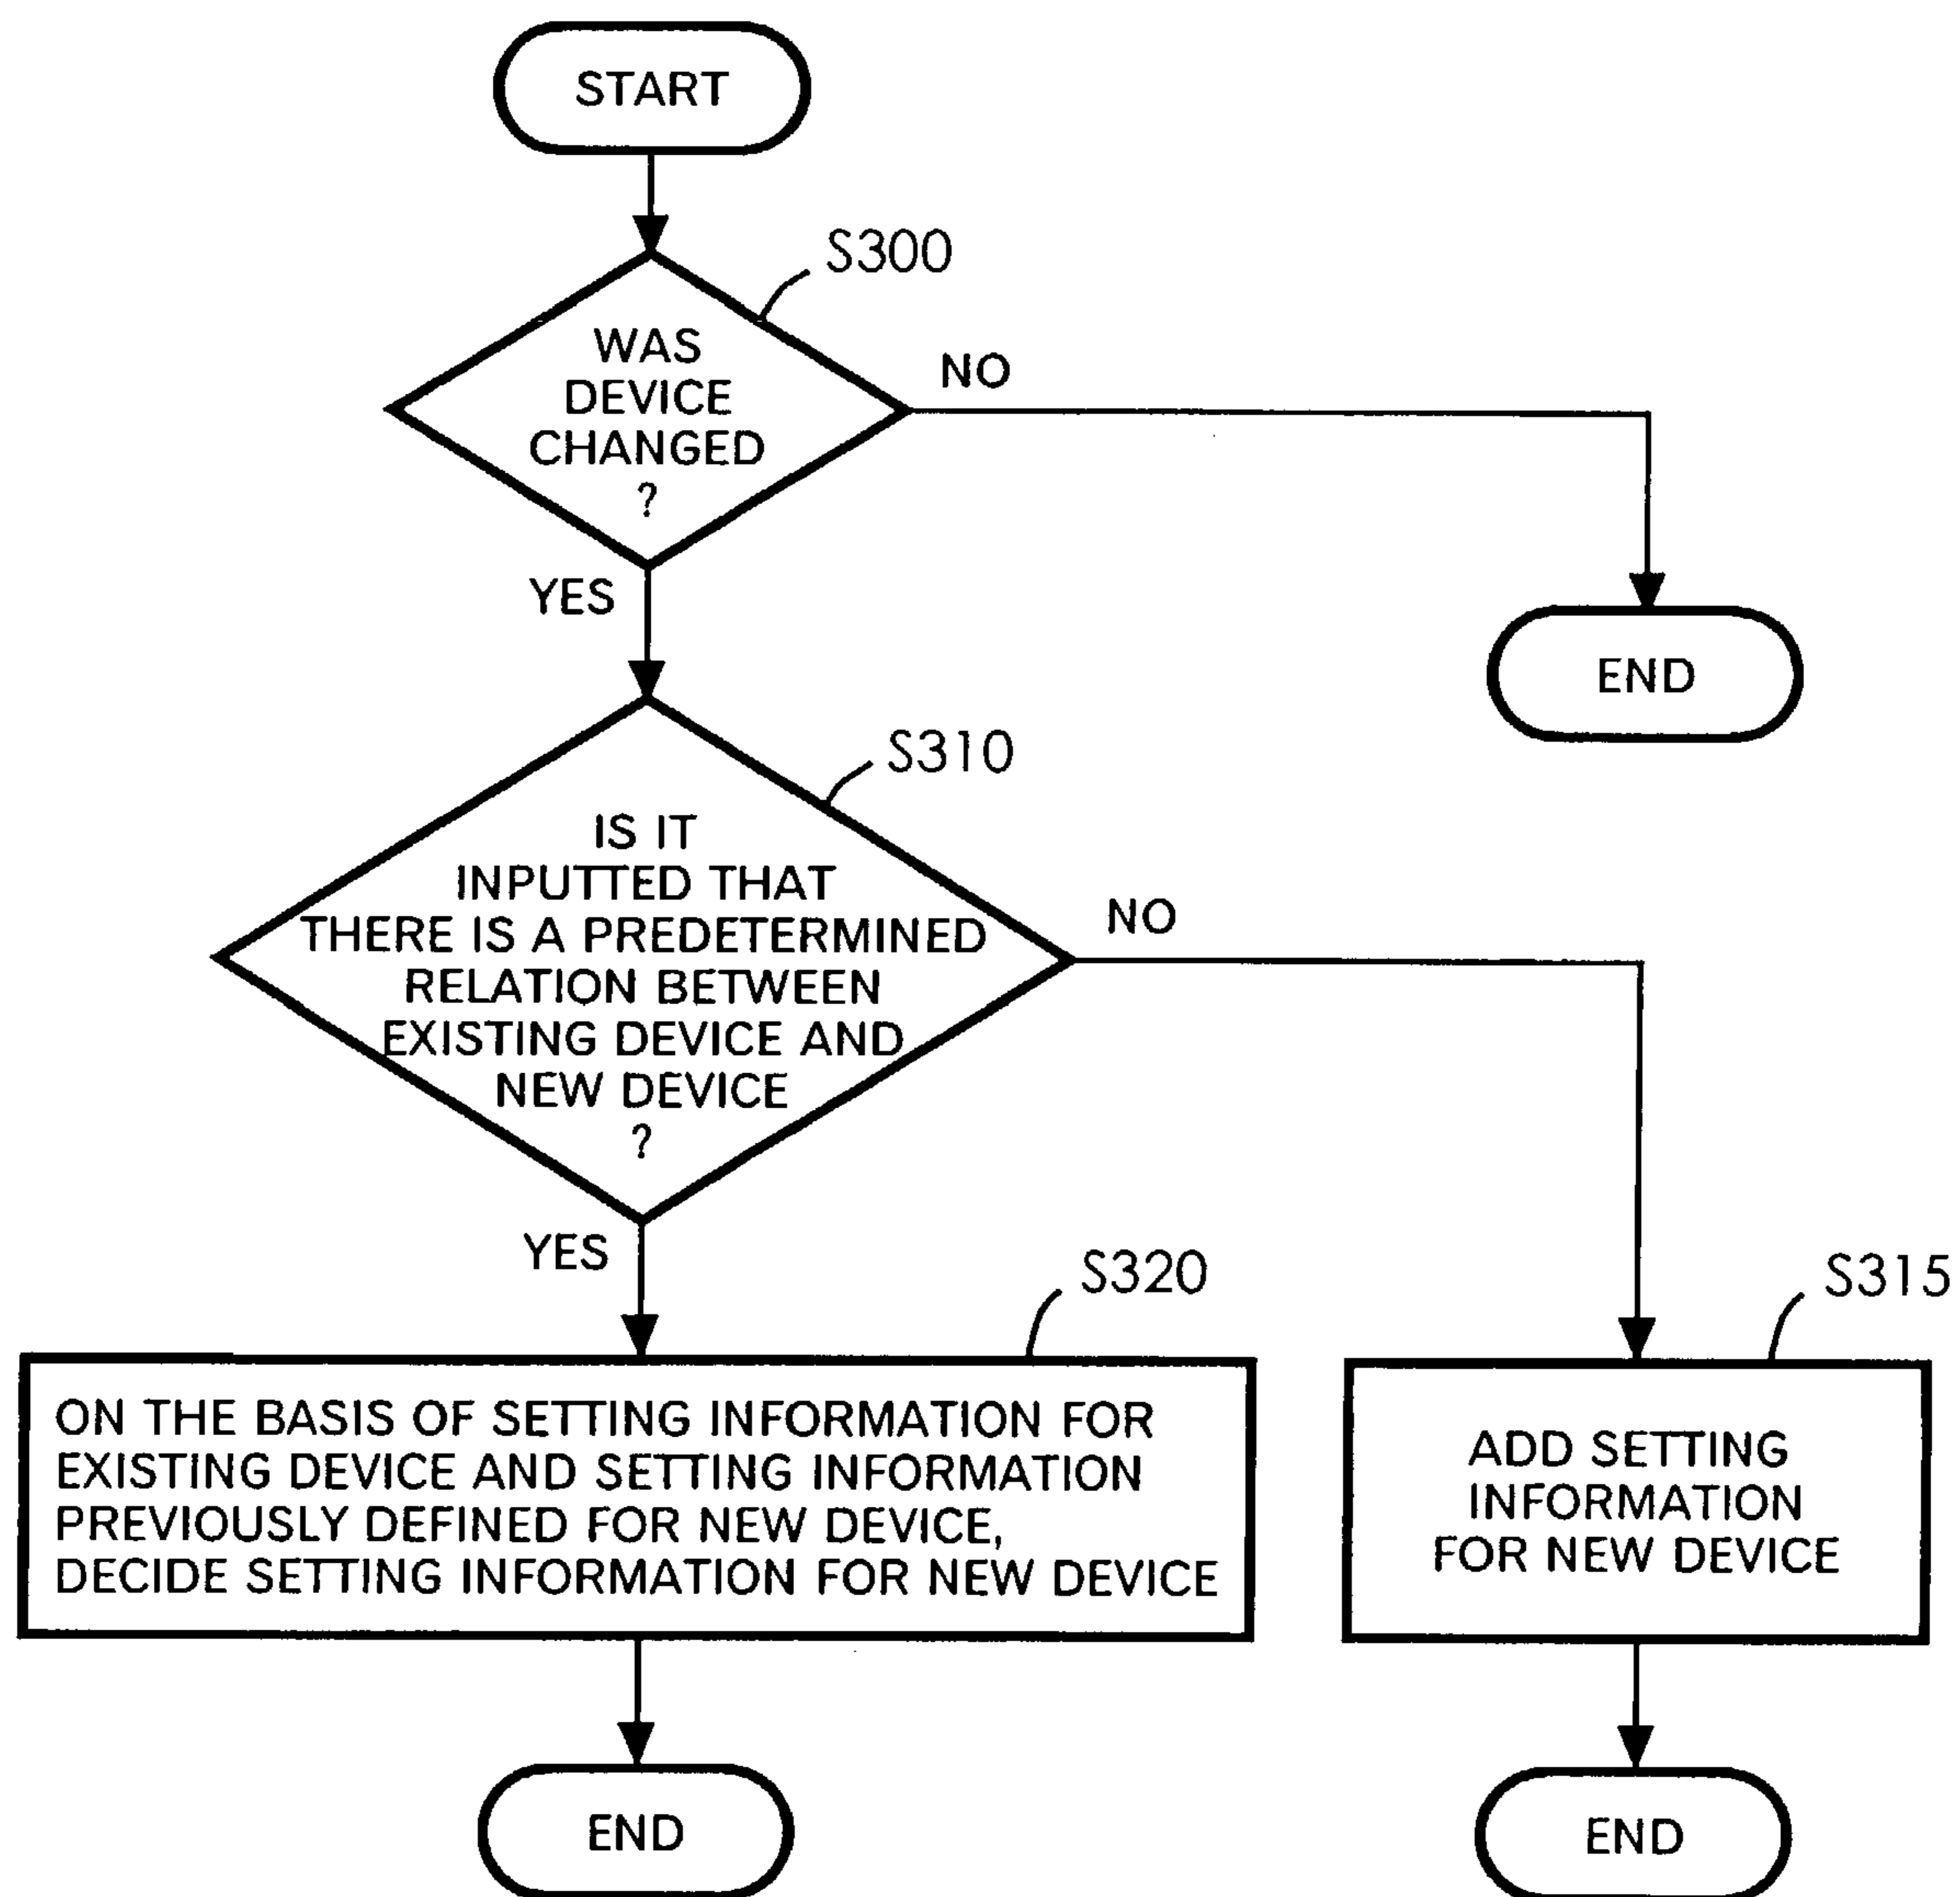 START
S300
WAS
DEVICE
CHANGED
?
NO
YES
END
S310
IS IT
INPUTTED THAT
THERE IS A PREDETERMINED
RELATION BETWEEN
EXISTING DEVICE AND
NEW DEVICE
?
NO
YES
S320
ON THE BASIS OF SETTING INFORMATION FOR
EXISTING DEVICE AND SETTING INFORMATION
PREVIOUSLY DEFINED FOR NEW DEVICE,
DECIDE SETTING INFORMATION FOR NEW DEVICE
S315
ADD SETTING
INFORMATION
FOR NEW DEVICE
END
END